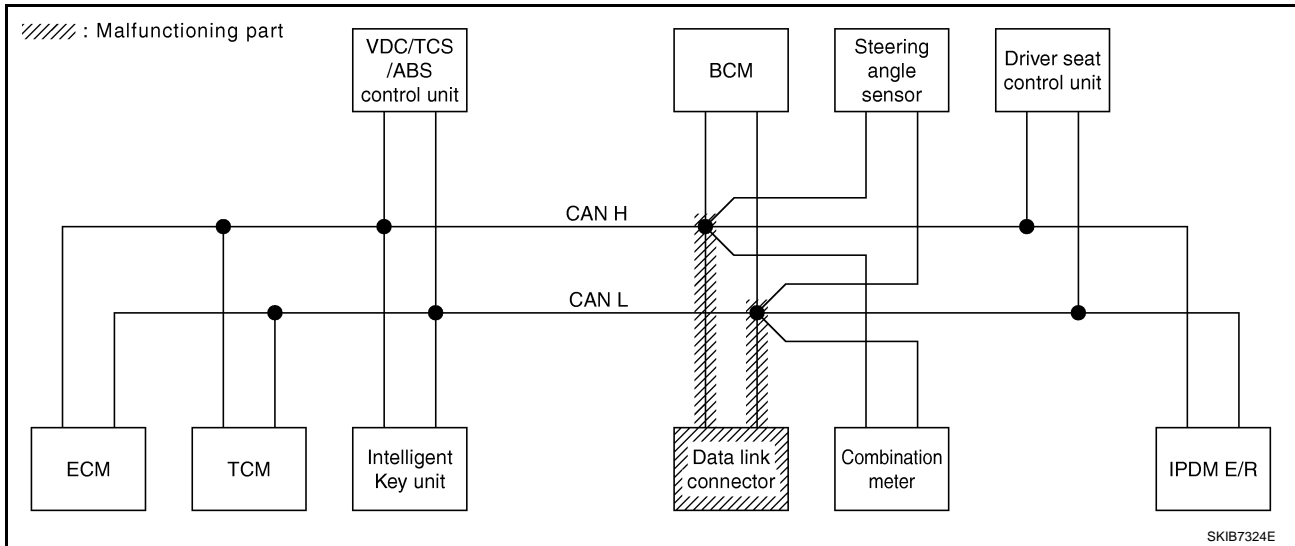 : Malfunctioning part
VDC/TCS
/ABS
control unit
BCM
Steering
angle
sensor
Driver seat
control unit
CAN H
CAN L
ECM
TCM
Intelligent
Key unit
Data link
connector
Combination
meter
IPDM E/R
SKIB7324E